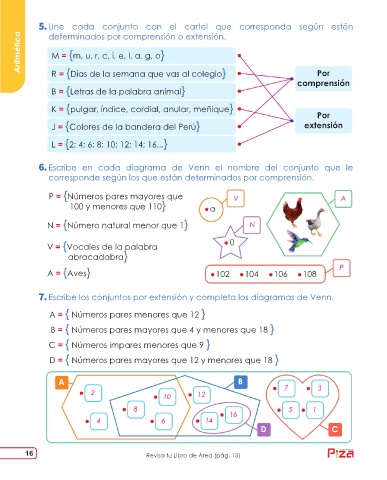 Aritmética
5. Une cada conjunto con el cartel que corresponda según estén
determinados por comprensión o extensión.
M = {m, u, r, c, i, e, l, a, g, o}
R = {Días de la semana que vas al colegio}
B = {Letras de la palabra animal}
K = {pulgar, índice, cordial, anular, meñique}
J = {Colores de la bandera del Perú}
L = {2; 4; 6; 8; 10; 12; 14; 16...}
Por
comprensión
Por
extensión
6. Escribe en cada diagrama de Venn el nombre del conjunto que le
corresponde según los que están determinados por comprensión.
P = {Números pares mayores que
100 y menores que 110}
N = {Número natural menor que 1}
V = {Vocales de la palabra
abracadabra}
A = {Aves}
V
a
A
N
0
P
102 104 106 108
7. Escribe los conjuntos por extensión y completa los diagramas de Venn.
A = { Números pares menores que 12 }
B = { Números pares mayores que 4 y menores que 18 }
C = { Números impares menores que 9 }
D = { Números pares mayores que 12 y menores que 18 }
A B
2 10 12 7 3
8 16 5 1
4 6 14
D C
16
Revisa tu Libro de Área (pág. 13)
Piza